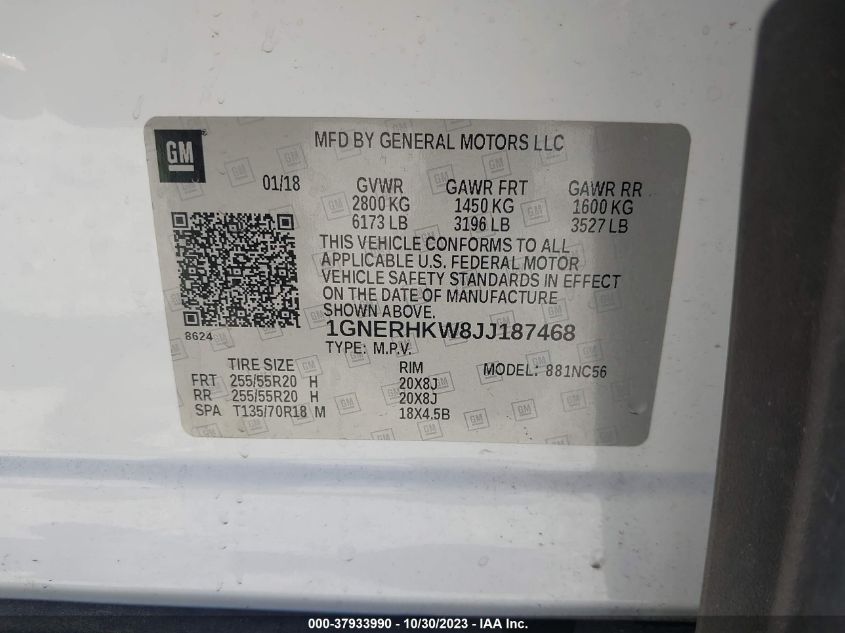 GM
MFD BY GENERAL MOTORS LLC
01/18 GVWR GAWR FRT GAWR RR
2800 KG 1450 KG 1600 KG
6173 LB 3196 LB 3527 LB
THIS VEHICLE CONFORMS TO ALL
APPLICABLE U.S. FEDERAL MOTOR
VEHICLE SAFETY STANDARDS IN EFFECT
ON THE DATE OF MANUFACTURE
SHOWN ABOVE.
8624
1GNERHKW8JJ187468
TYPE: M.P.V.
TIRE SIZE RIM MODEL: 881NC56
FRT 255/55R20 H 20X8J
RR 255/55R20 H 20X8J
SPA T135/70R18 M 18X4.5B
000-37933990 - 10/30/2023 - IAA Inc.